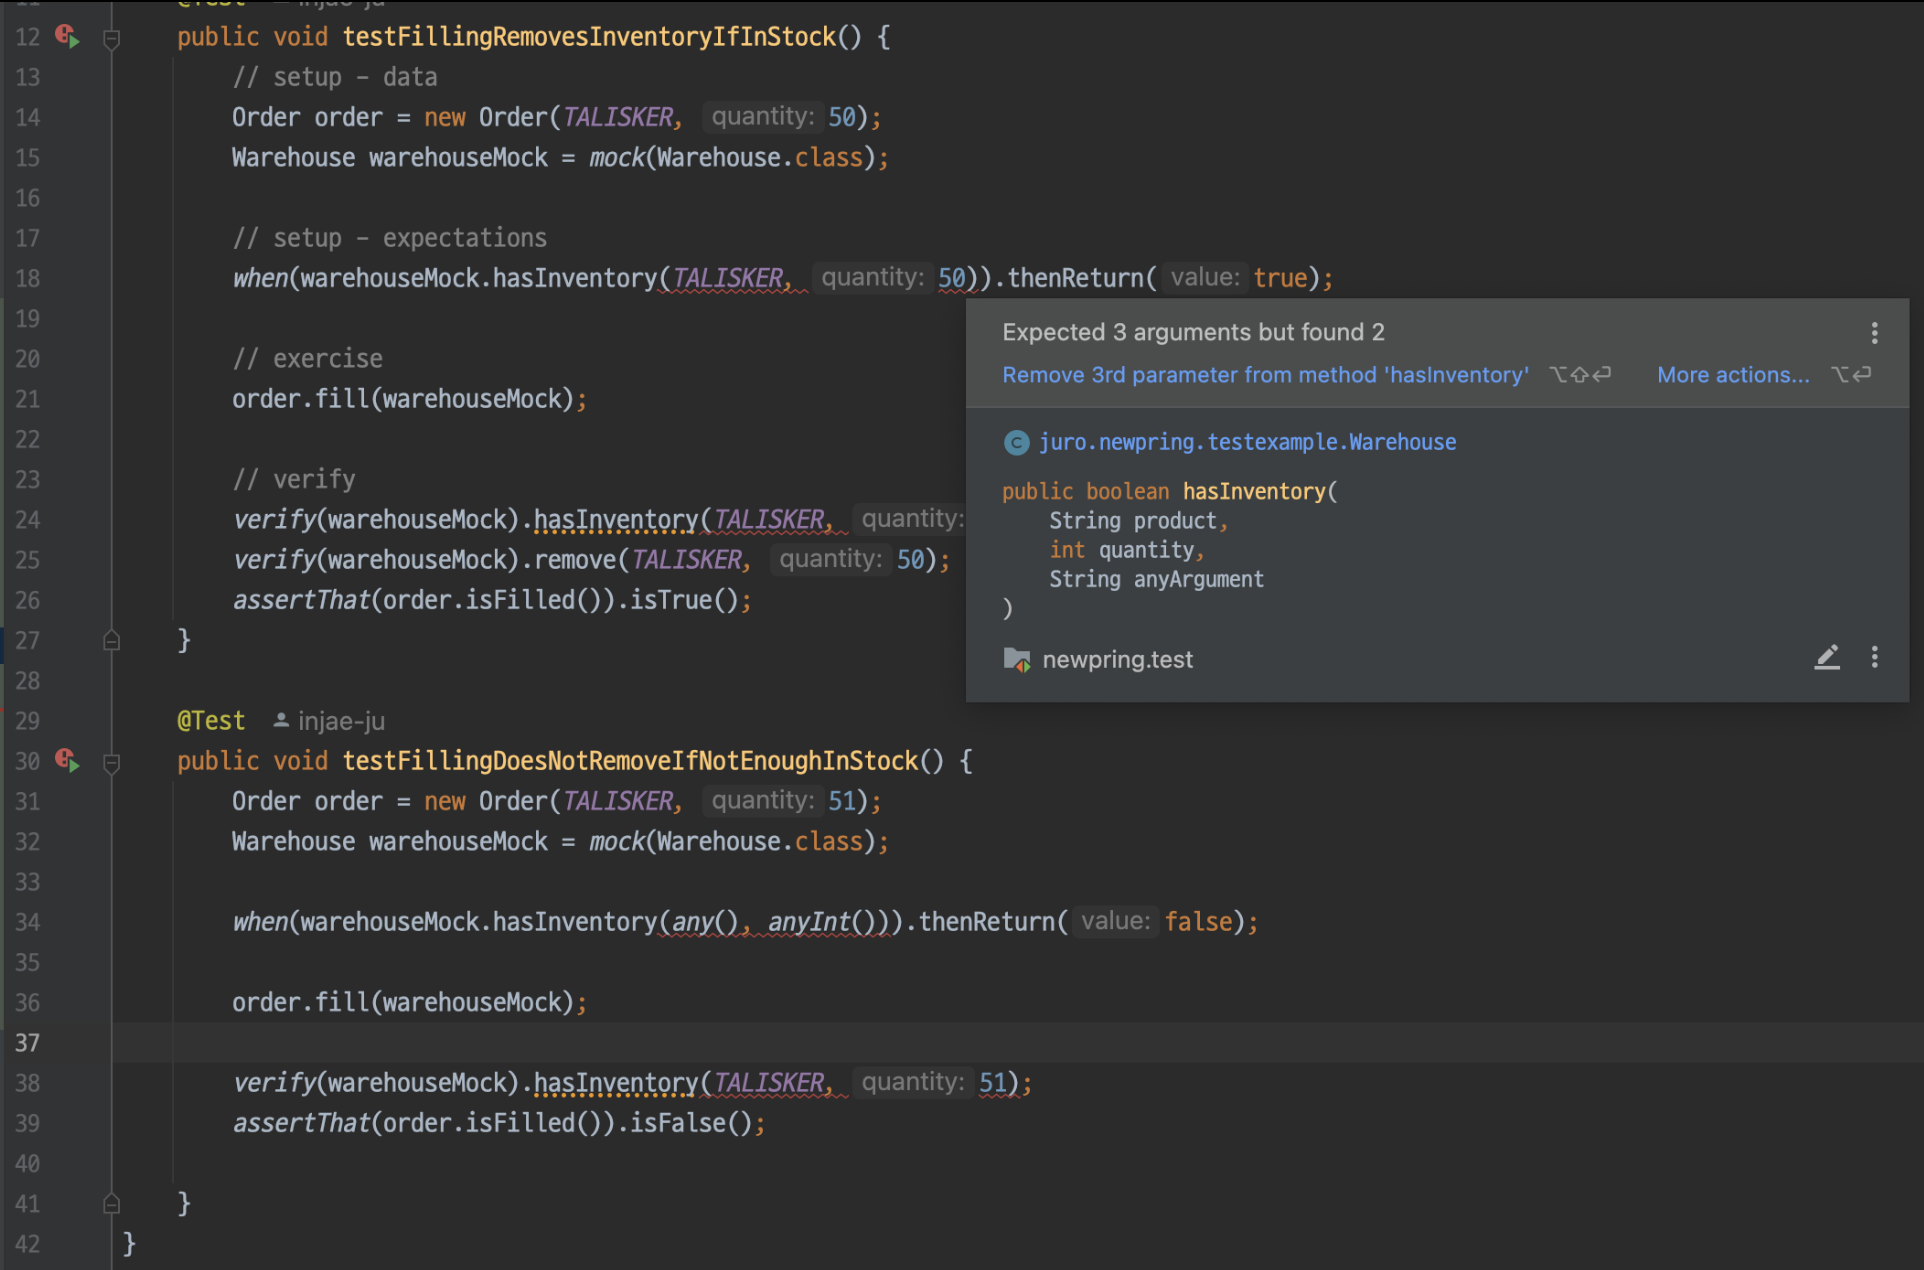 11 @Test injae-ju
12 public void testFillingRemovesInventoryIfInStock() {
13 // setup - data
14 Order order = new Order(TALISKER, quantity: 50);
15 Warehouse warehouseMock = mock(Warehouse.class);
16
17 // setup - expectations
18 when(warehouseMock.hasInventory(TALISKER, quantity: 50)).thenReturn( value: true);
19
20 // exercise
21 order.fill(warehouseMock);
22
23 // verify
24 verify(warehouseMock).hasInventory(TALISKER, quantity:
25 verify(warehouseMock).remove(TALISKER, quantity: 50);
26 assertThat(order.isFilled()).isTrue();
27 }
28
29 @Test injae-ju
30 public void testFillingDoesNotRemoveIfNotEnoughInStock() {
31 Order order = new Order(TALISKER, quantity: 51);
32 Warehouse warehouseMock = mock(Warehouse.class);
33
34 when(warehouseMock.hasInventory(any(), anyInt())).thenReturn( value: false);
35
36 order.fill(warehouseMock);
37
38 verify(warehouseMock).hasInventory(TALISKER, quantity: 51);
39 assertThat(order.isFilled()).isFalse();
40
41 }
42 }
Expected 3 arguments but found 2
Remove 3rd parameter from method 'hasInventory' ⌥⇧⏎ More actions... ⌥⏎
C juro.newpring.testexample.Warehouse
public boolean hasInventory(
String product,
int quantity,
String anyArgument
)
newpring.test